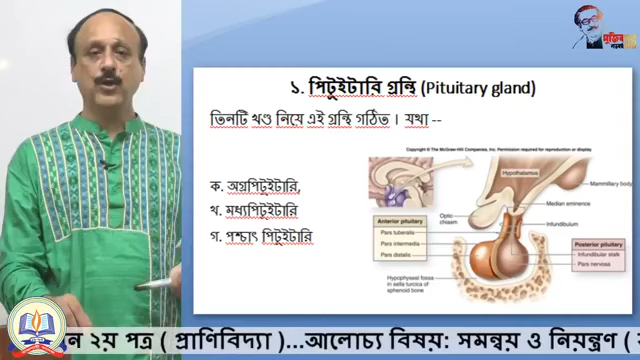 মুজিব
১. পিটুইটারি গ্রন্থি (Pituitary gland)
তিনটি খণ্ড নিয়ে এই গ্রন্থি গঠিত । যথা --
ক. অগ্রপিটুইটারি,
খ. মধ্যপিটুইটারি
গ. পশ্চাৎ পিটুইটারি
Copyright © The McGraw-Hill Companies, Inc. Permission required for reproduction or display
Hypothalamus
Mammillary body
Median eminence
Optic
chiasm
Infundibulum
Anterior pituitary
Pars tuberalis
Pars intermedia
Pars distalis
Posterior pituitary
Infundibular stalk
Pars nervosa
Hypophyseal fossa
in sella turcica of
sphenoid bone
ন ২য় পত্র ( প্রাণিবিদ্যা )...আলোচ্য বিষয়: সমন্বয় ও নিয়ন্ত্রণ (